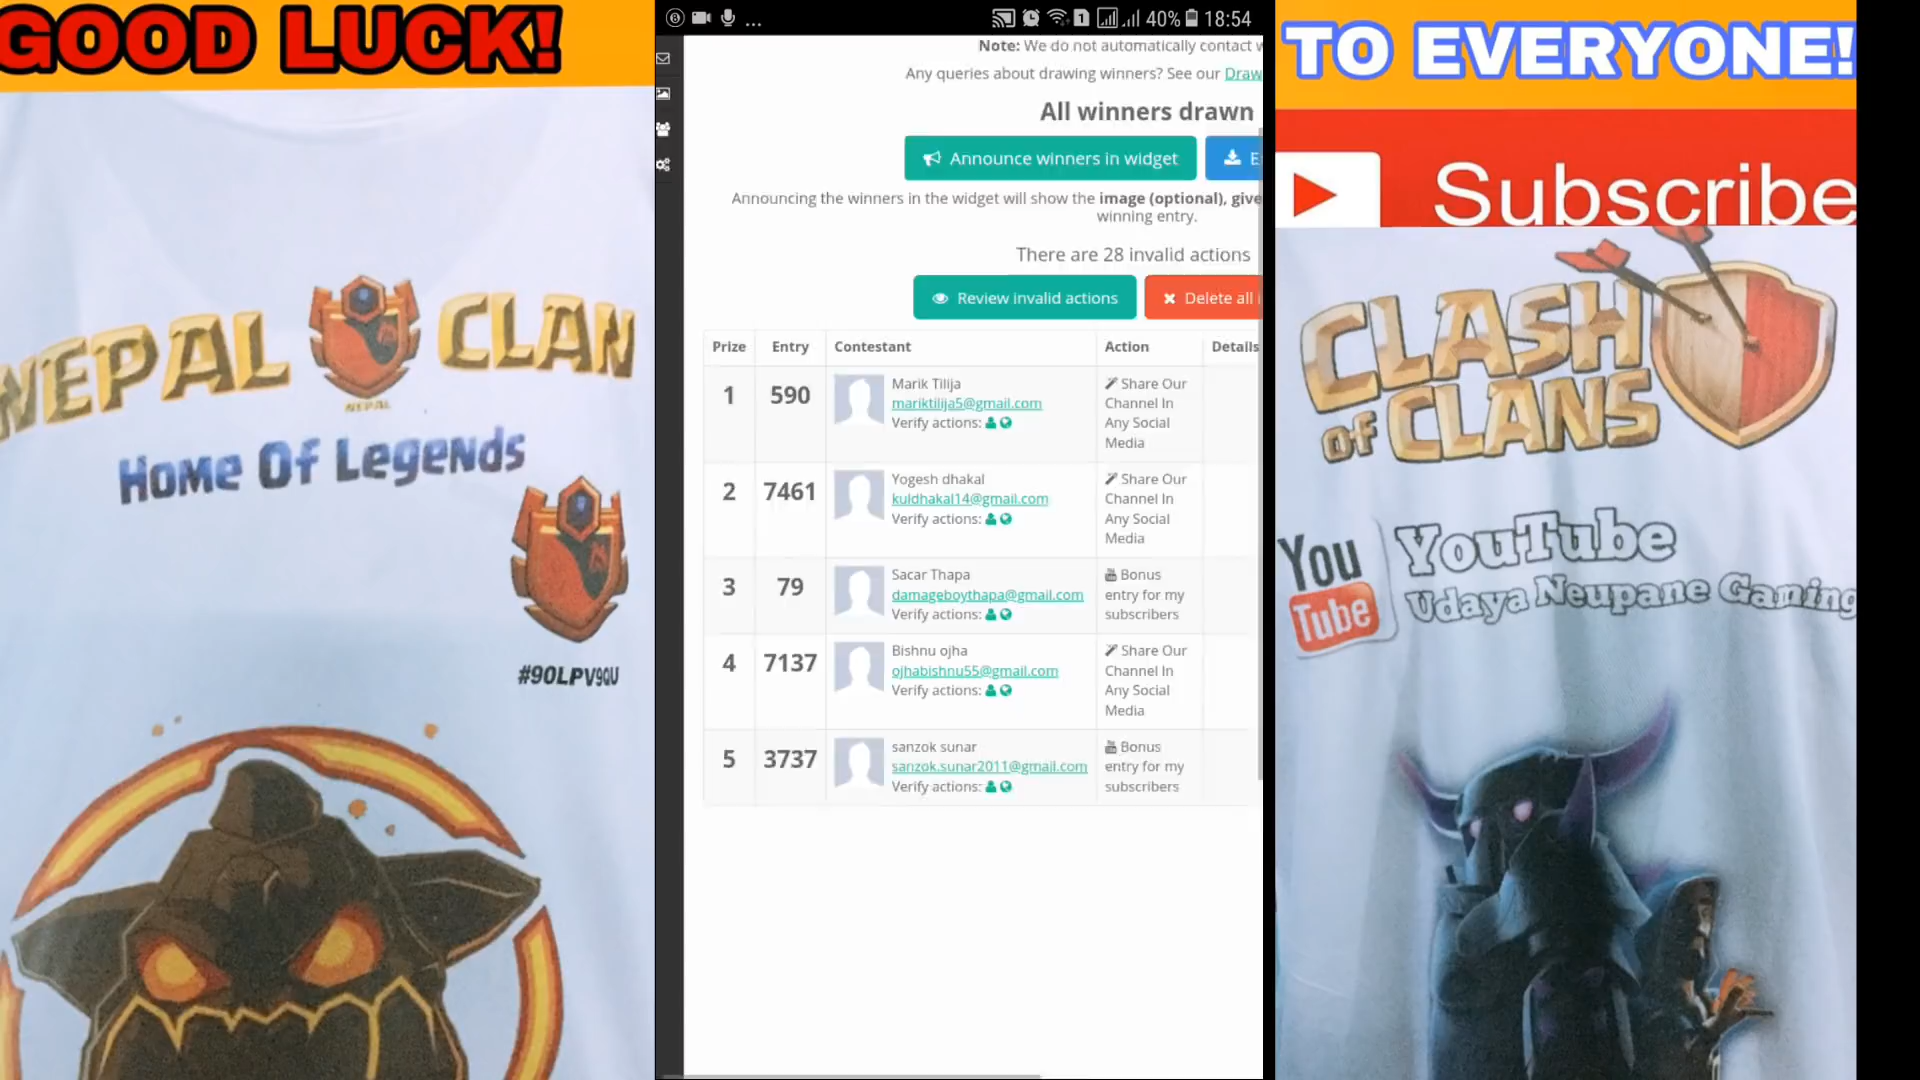 GOOD LUCK!
NEPAL CLAN
NEPAL
Home Of Legends
#90LPV9QU
... 1 40% 18:54
Note: We do not automatically contact w
Any queries about drawing winners? See our Draw
All winners drawn
Announce winners in widget
E
Announcing the winners in the widget will show the image (optional), give
winning entry.
There are 28 invalid actions
Review invalid actions
Delete all i
Prize Entry Contestant Action Details
1 590 Marik Tilija
mariktilija5@gmail.com
Verify actions:
Share Our
Channel In
Any Social
Media
2 7461 Yogesh dhakal
kuldhakal14@gmail.com
Verify actions:
Share Our
Channel In
Any Social
Media
3 79 Sacar Thapa
damageboythapa@gmail.com
Verify actions:
Bonus
entry for my
subscribers
4 7137 Bishnu ojha
ojhabishnu55@gmail.com
Verify actions:
Share Our
Channel In
Any Social
Media
5 3737 sanzok sunar
sanzok.sunar2011@gmail.com
Verify actions:
Bonus
entry for my
subscribers
TO EVERYONE!
Subscribe
CLASH
OF CLANS
You
Tube
YouTube
Udaya Neupane Gaming